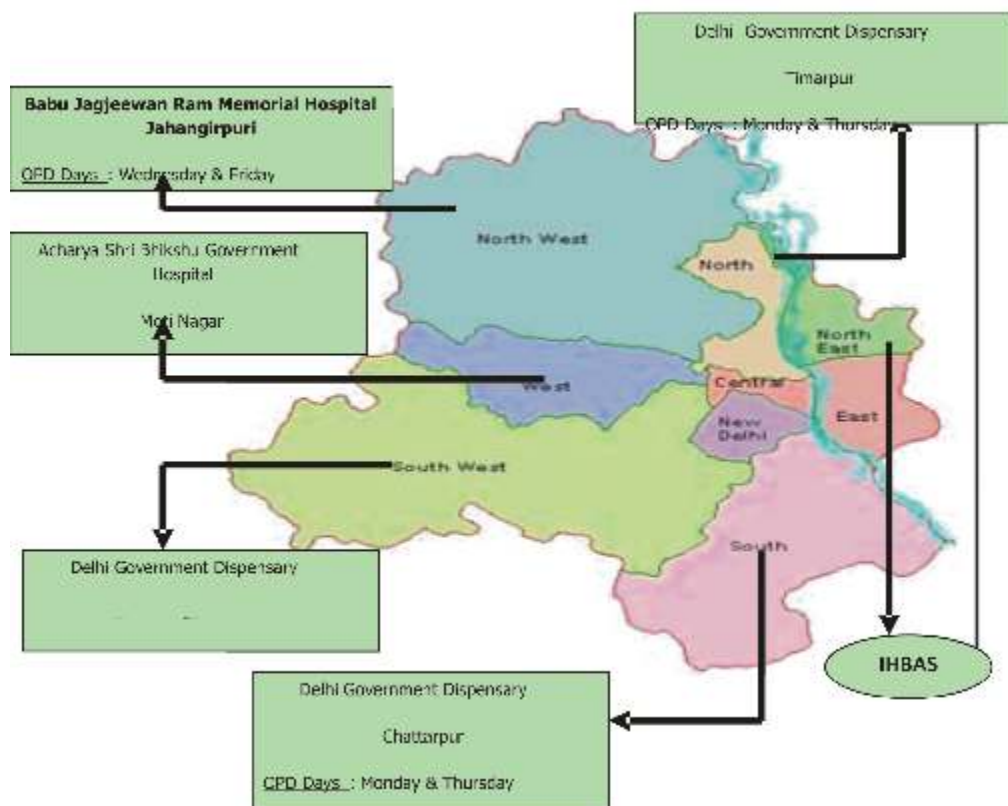 Delhi Government Dispensary
Timarpur
OPD Days : Monday & Thursday
Babu Jagjeewan Ram Memorial Hospital
Jahangirpuri
OPD Days : Wednesday & Friday
Acharya Shri Bhikshu Government
Hospital
Moti Nagar
North West
North
North
East
West
Central
New
Delhi
East
South West
South
Delhi Government Dispensary
IHBAS
Delhi Government Dispensary
Chattarpur
OPD Days : Monday & Thursday